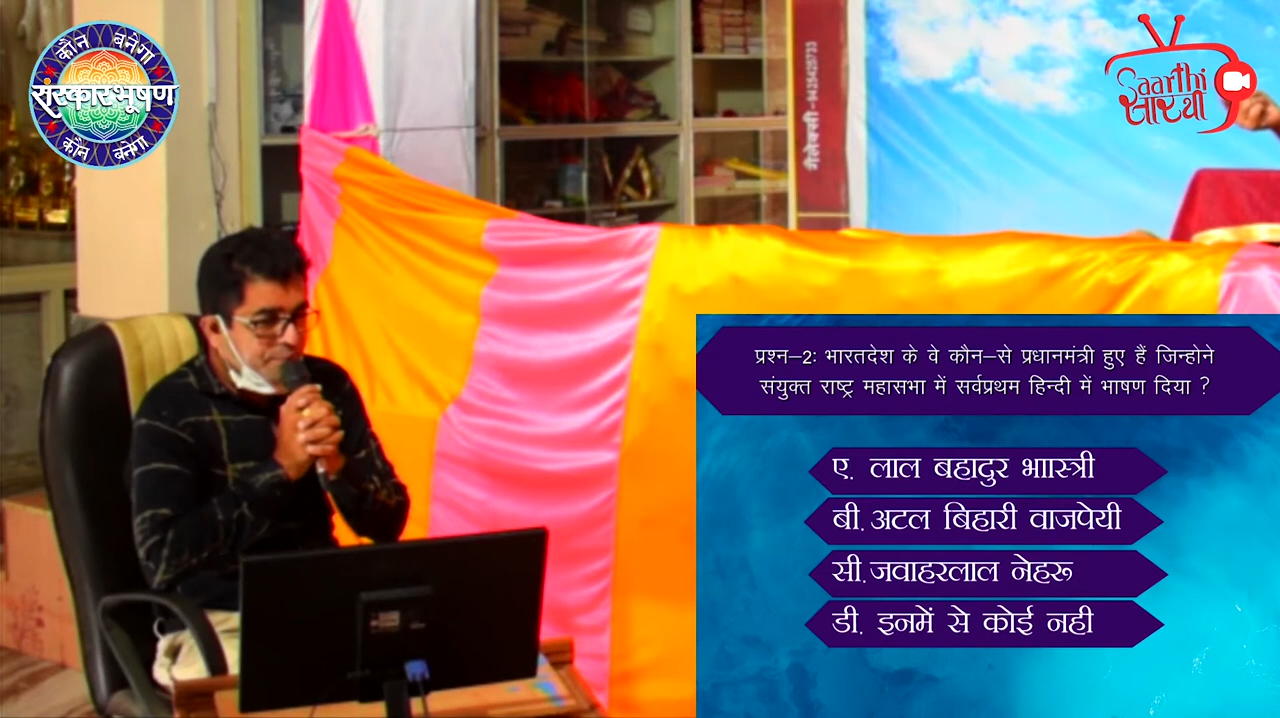 कौन बनेगा
संस्कारभूषण
कौन बनेगा
Saarthi
सारथी
गैलेक्सी - 9425425733
प्रश्न–2: भारतदेश के वे कौन–से प्रधानमंत्री हुए हैं जिन्होने
संयुक्त राष्ट्र महासभा में सर्वप्रथम हिन्दी में भाषण दिया ?
ए. लाल बहादुर भाास्त्री
बी. अटल बिहारी वाजपेयी
सी. जवाहरलाल नेहरू
डी. इनमें से कोई नही